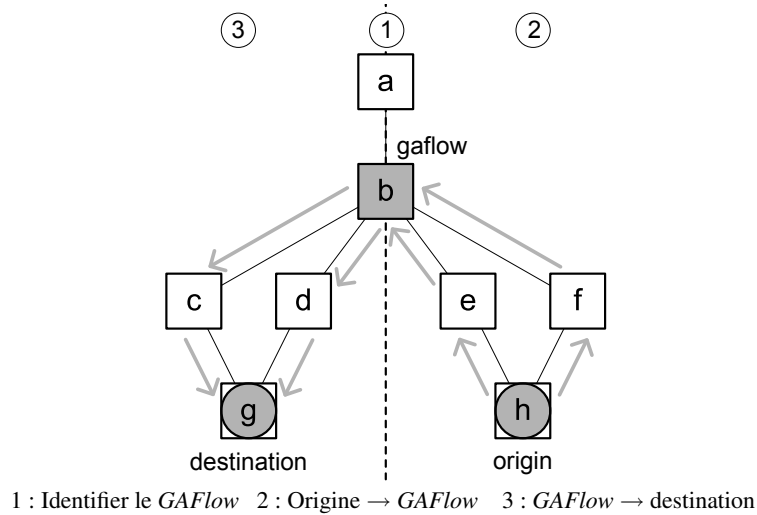 3 1 2
a
gaflow
b
c d e f
g h
destination origin
1 : Identifier le GAFlow 2 : Origine → GAFlow 3 : GAFlow → destination